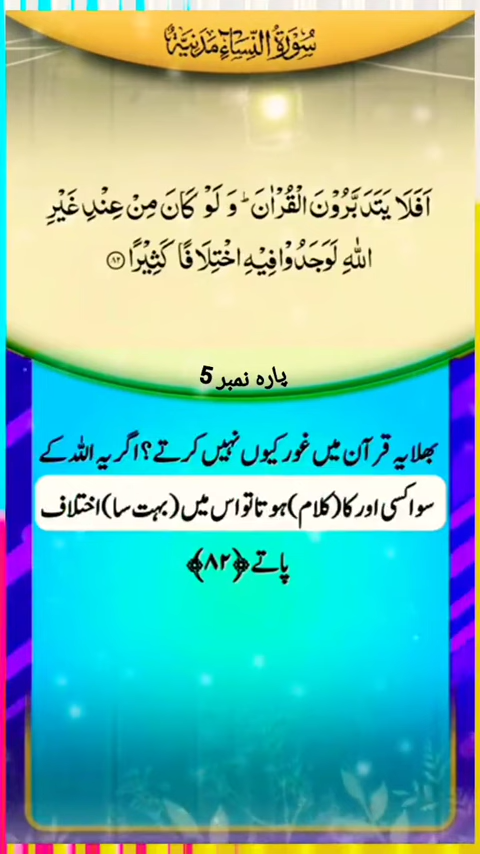 سُوْرَةُ النِّسَآءِ مَدَنِيَّةٌ
اَفَلَا يَتَدَبَّرُوْنَ الْقُرْاٰنَ ؕ وَ لَوْ كَانَ مِنْ عِنْدِ غَيْرِ
اللّٰهِ لَوَجَدُوْا فِيْهِ اخْتِلَافًا كَثِيْرًا ﴿۸۲﴾
پارہ نمبر 5
بھلا یہ قرآن میں غور کیوں نہیں کرتے؟ اگر یہ اللہ کے
سوا کسی اور کا (کلام) ہوتا تو اس میں (بہت سا) اختلاف
پاتے ﴿۸۲﴾